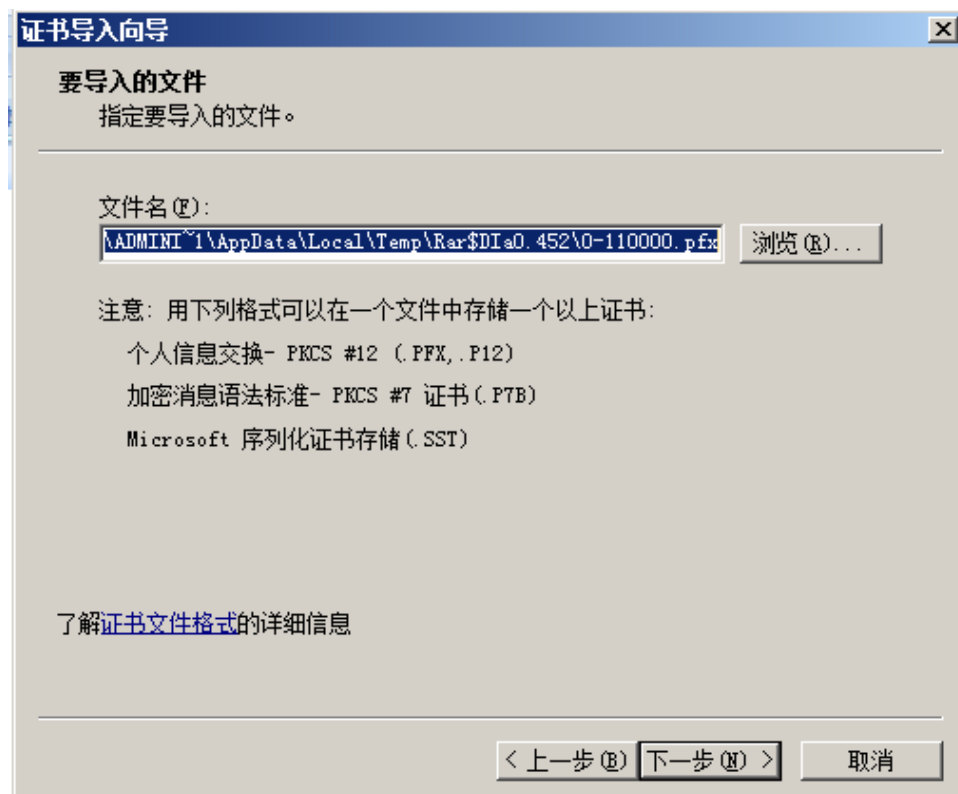 证书导入向导
要导入的文件
指定要导入的文件。
文件名(F):
\ADMINI~1\AppData\Local\Temp\Rar$DIa0.452\0-110000.pfx
浏览(R)...
注意: 用下列格式可以在一个文件中存储一个以上证书:
个人信息交换- PKCS #12 (.PFX,.P12)
加密消息语法标准- PKCS #7 证书(.P7B)
Microsoft 序列化证书存储(.SST)
了解证书文件格式的详细信息
< 上一步(B) 下一步(N) > 取消